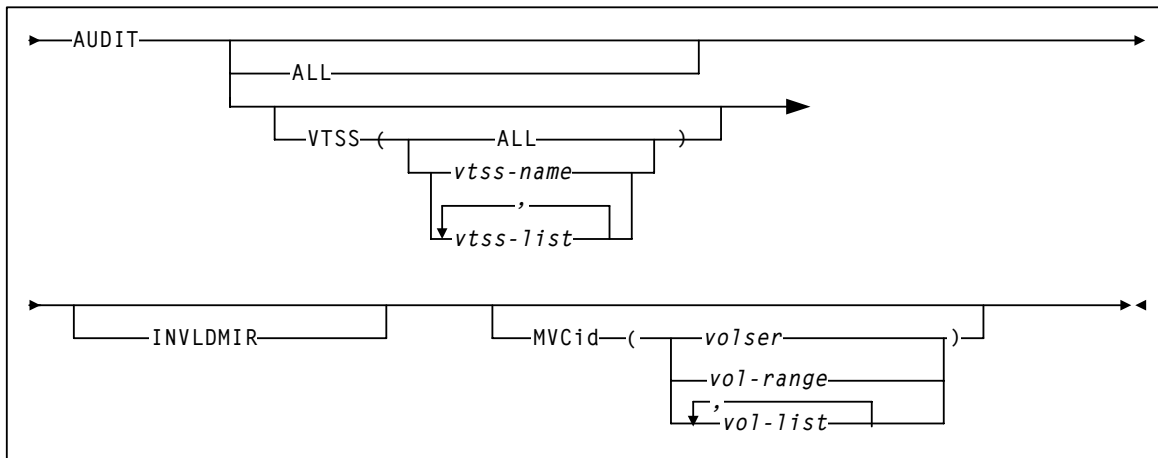 AUDIT
ALL
VTSS ( ALL )
vtss-name
,
vtss-list
INVLDMIR
MVCid ( volser )
vol-range
,
vol-list